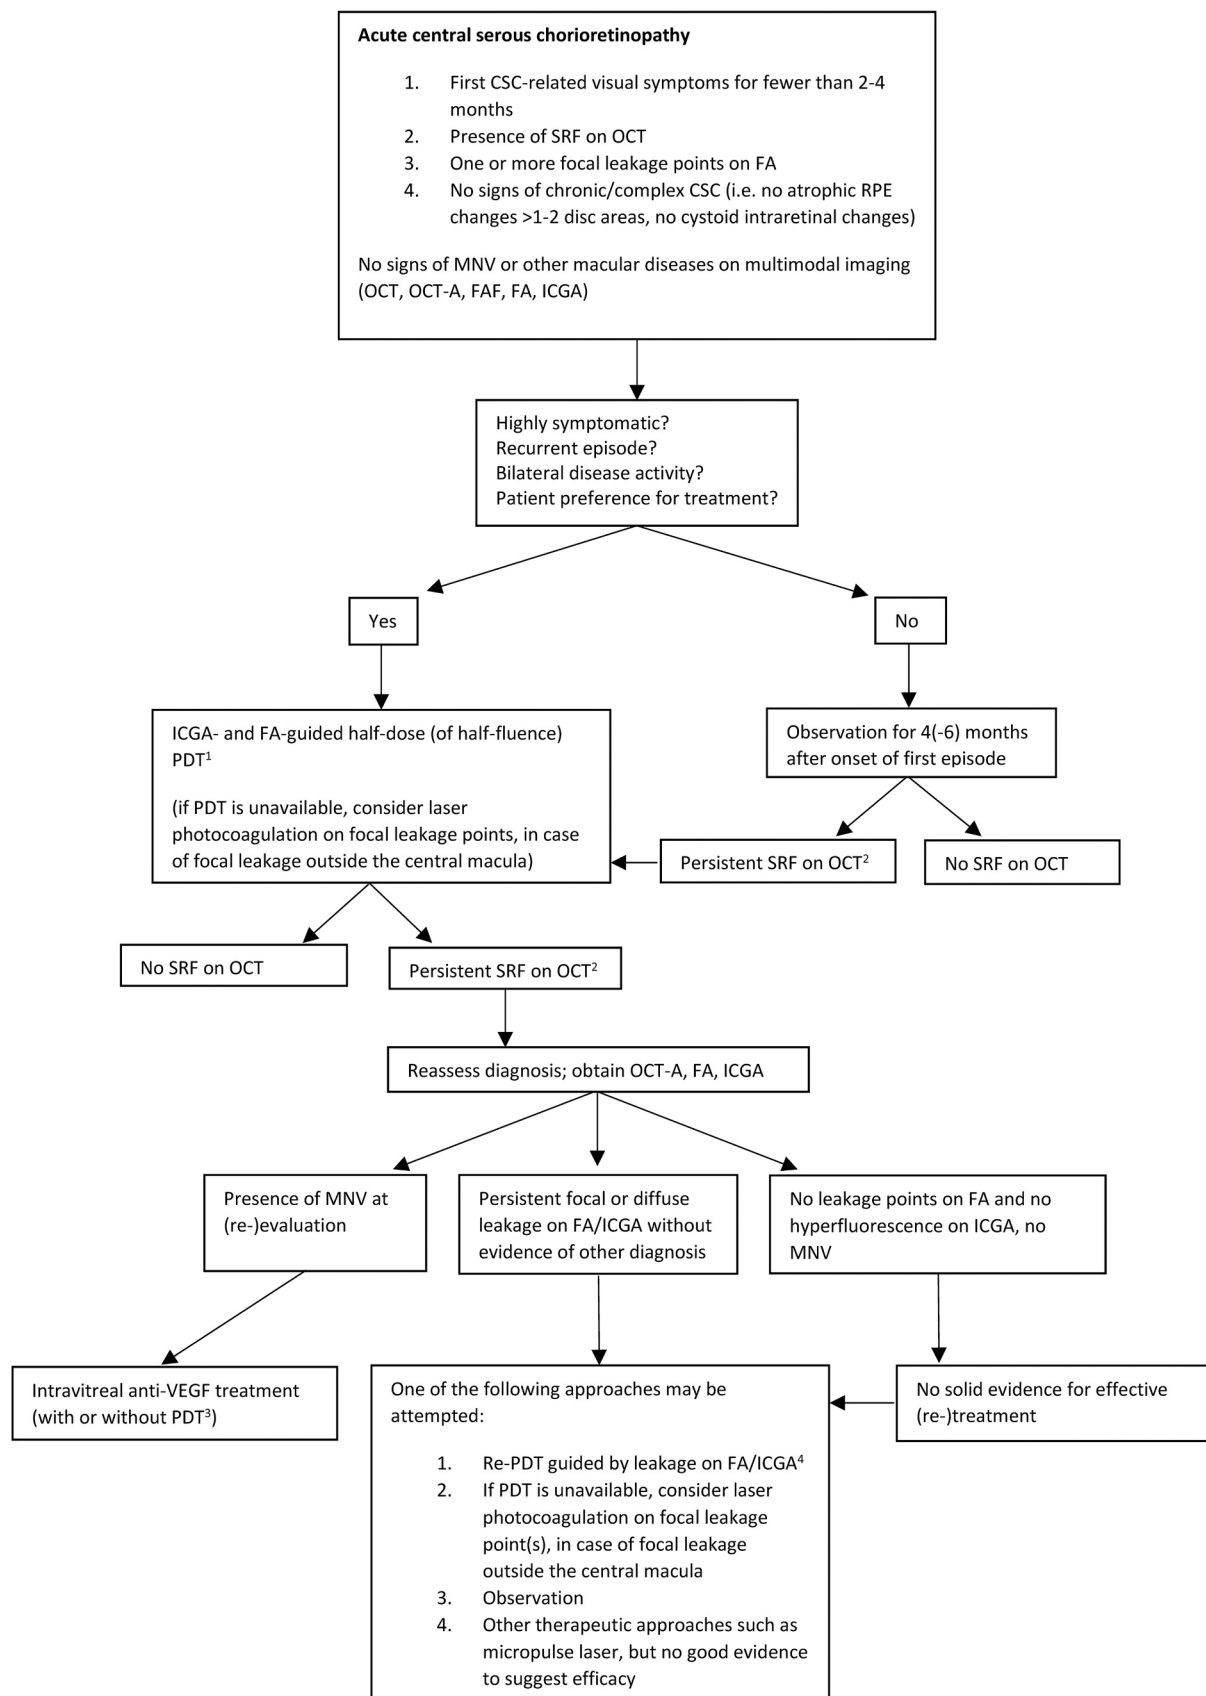 Acute central serous chorioretinopathy
1. First CSC-related visual symptoms for fewer than 2-4
months
2. Presence of SRF on OCT
3. One or more focal leakage points on FA
4. No signs of chronic/complex CSC (i.e. no atrophic RPE
changes >1-2 disc areas, no cystoid intraretinal changes)
No signs of MNV or other macular diseases on multimodal imaging
(OCT, OCT-A, FAF, FA, ICGA)
Highly symptomatic?
Recurrent episode?
Bilateral disease activity?
Patient preference for treatment?
Yes
No
ICGA- and FA-guided half-dose (of half-fluence)
PDT¹
(if PDT is unavailable, consider laser
photocoagulation on focal leakage points, in case
of focal leakage outside the central macula)
Observation for 4(-6) months
after onset of first episode
Persistent SRF on OCT²
No SRF on OCT
No SRF on OCT
Persistent SRF on OCT²
Reassess diagnosis; obtain OCT-A, FA, ICGA
Presence of MNV at
(re-)evaluation
Persistent focal or diffuse
leakage on FA/ICGA without
evidence of other diagnosis
No leakage points on FA and no
hyperfluorescence on ICGA, no
MNV
Intravitreal anti-VEGF treatment
(with or without PDT³)
One of the following approaches may be
attempted:
1. Re-PDT guided by leakage on FA/ICGA⁴
2. If PDT is unavailable, consider laser
photocoagulation on focal leakage
point(s), in case of focal leakage
outside the central macula
3. Observation
4. Other therapeutic approaches such as
micropulse laser, but no good evidence
to suggest efficacy
No solid evidence for effective
(re-)treatment